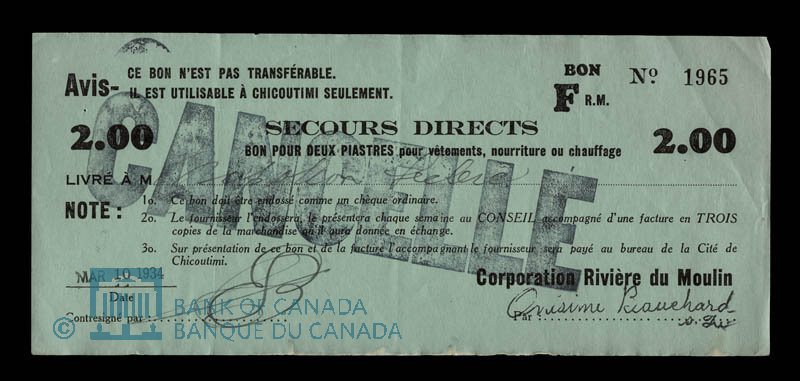 Avis- CE BON N'EST PAS TRANSFÉRABLE.
IL EST UTILISABLE À CHICOUTIMI SEULEMENT.
BON
F R.M.
No 1965
2.00 SECOURS DIRECTS 2.00
BON POUR DEUX PIASTRES pour vêtements, nourriture ou chauffage
CANCELLÉ
LIVRÉ À M
NOTE: 1o. Ce bon doit être endossé comme un chèque ordinaire.
2o. Le fournisseur l'endossera, le présentera chaque semaine au CONSEIL accompagné d'une facture en TROIS
copies de la marchandise qu'il aura donnée en échange.
3o. Sur présentation de ce bon et de la facture l'accompagnant le fournisseur sera payé au bureau de la Cité de
Chicoutimi.
MAR 10 1934
Date
Corporation Rivière du Moulin
Contresigné par :
Par : Onisime Beauchard
© BANK OF CANADA
BANQUE DU CANADA